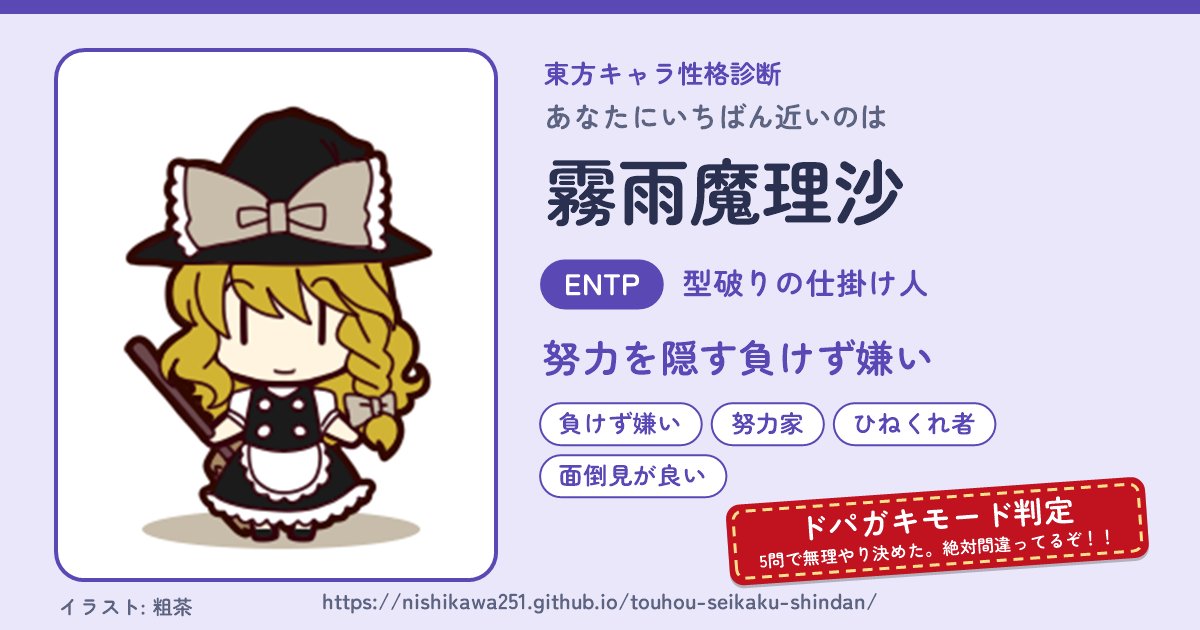 東方キャラ性格診断
あなたにいちばん近いのは
霧雨魔理沙
ENTP 型破りの仕掛け人
努力を隠す負けず嫌い
負けず嫌い 努力家 ひねくれ者
面倒見が良い
ドパガキモード判定
5問で無理やり決めた。絶対間違ってるぞ！！
イラスト: 粗茶
https://nishikawa251.github.io/touhou-seikaku-shindan/